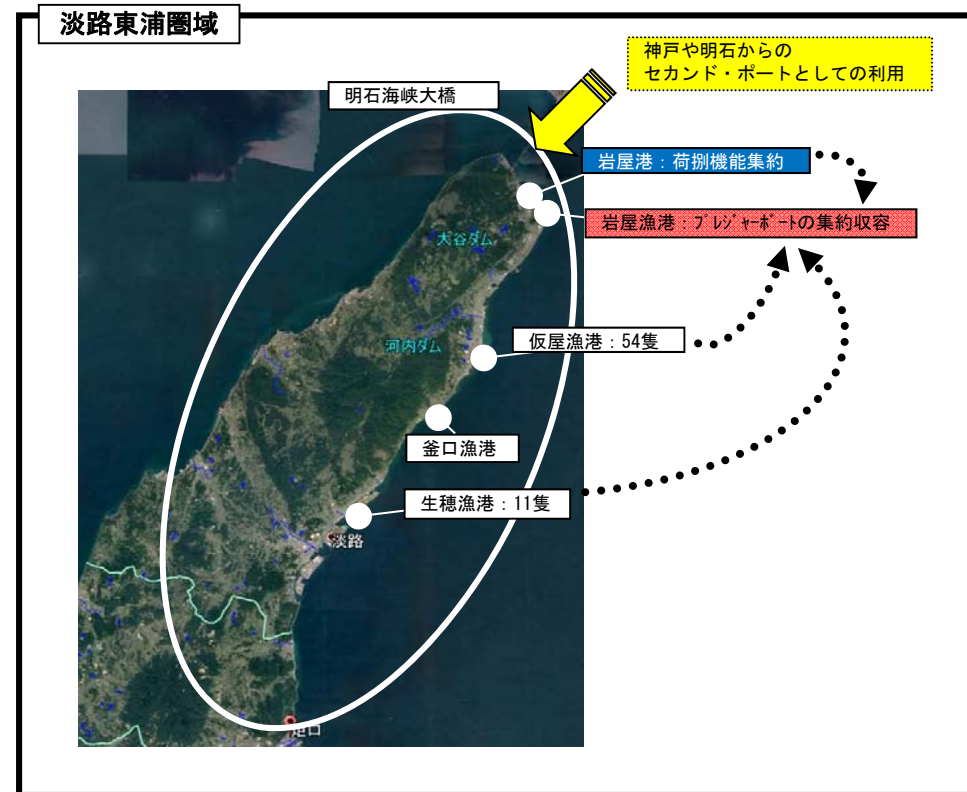 淡路東浦圏域
神戸や明石からの
セカンド・ポートとしての利用
明石海峡大橋
岩屋港：荷捌機能集約
岩屋漁港：ﾌﾟﾚｼﾞｬｰﾎﾞｰﾄの集約収容
大谷ダム
河内ダム
仮屋漁港：54隻
釜口漁港
生穂漁港：11隻
淡路